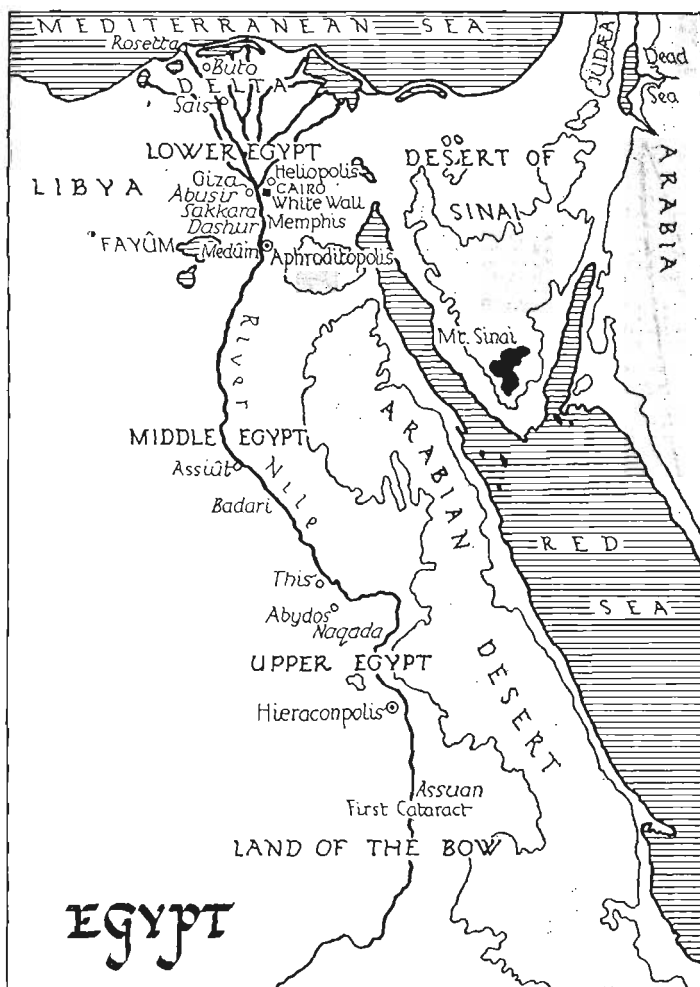 MEDITERRANEAN SEA
Rosetta
Buto
DELTA
Sais
JUDÆA
Dead
Sea
LOWER EGYPT
DESERT OF
SINAI
ARABIA
LIBYA
Giza
Heliopolis
Abusir
CAIRO
Sakkara
White Wall
Dashur
Memphis
FAYÛM
Medûm
Aphroditopolis
River Nile
Mt. Sinai
ARABIAN DESERT
MIDDLE EGYPT
Assiût
Badari
RED
SEA
This
Abydos
Naqada
UPPER EGYPT
Hieraconpolis
Assuan
First Cataract
LAND OF THE BOW
EGYPT